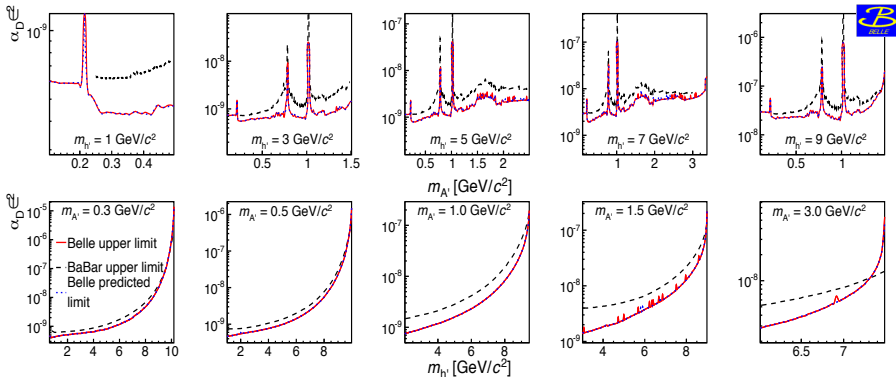 α_D ∈²
10⁻⁹
m_h' = 1 GeV/c²
0.2 0.3 0.4
10⁻⁸
10⁻⁹
m_h' = 3 GeV/c²
0.5 1.0 1.5
10⁻⁷
10⁻⁸
10⁻⁹
m_h' = 5 GeV/c²
0.5 1.0 1.5 2
10⁻⁶
10⁻⁷
10⁻⁸
10⁻⁹
m_h' = 7 GeV/c²
1 2 3
10⁻⁶
10⁻⁷
10⁻⁸
m_h' = 9 GeV/c²
0.5 1
B
BELLE
m_A' [GeV/c²]
α_D ∈²
10⁻⁵
10⁻⁶
10⁻⁷
10⁻⁸
10⁻⁹
m_A' = 0.3 GeV/c²
Belle upper limit
BaBar upper limit
Belle predicted
limit
2 4 6 8 10
10⁻⁶
10⁻⁷
10⁻⁸
10⁻⁹
m_A' = 0.5 GeV/c²
2 4 6 8
10⁻⁷
10⁻⁸
10⁻⁹
m_A' = 1.0 GeV/c²
4 6 8
10⁻⁷
10⁻⁸
10⁻⁹
m_A' = 1.5 GeV/c²
4 6 8
10⁻⁸
m_A' = 3.0 GeV/c²
6.5 7
m_h' [GeV/c²]